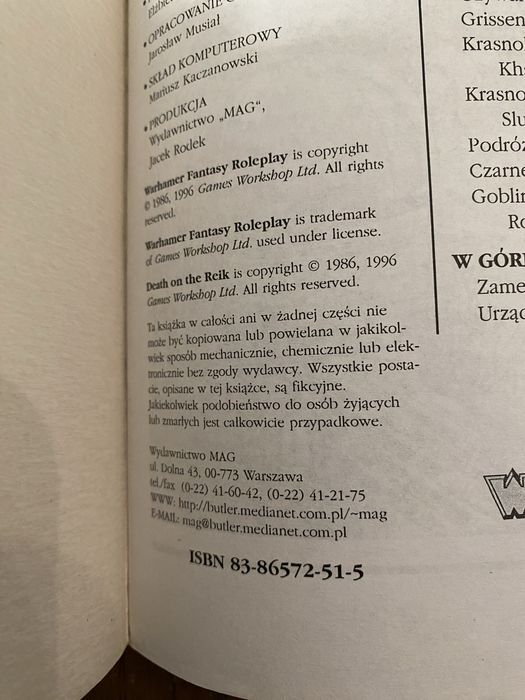 • OPRACOWANIE
Jarosław Musiał
• SKŁAD KOMPUTEROWY
Mariusz Kaczanowski
• PRODUKCJA
Wydawnictwo „MAG”,
Jacek Rodek
Warhamer Fantasy Roleplay is copyright
© 1986, 1996 Games Workshop Ltd. All rights
reserved.
Warhamer Fantasy Roleplay is trademark
of Games Workshop Ltd. used under license.
Death on the Reik is copyright © 1986, 1996
Games Workshop Ltd. All rights reserved.
Ta książka w całości ani w żadnej części nie
może być kopiowana lub powielana w jakikol-
wiek sposób mechanicznie, chemicznie lub elek-
tronicznie bez zgody wydawcy. Wszystkie posta-
cie, opisane w tej książce, są fikcyjne.
Jakiekolwiek podobieństwo do osób żyjących
lub zmarłych jest całkowicie przypadkowe.
Wydawnictwo MAG
ul. Dolna 43, 00-773 Warszawa
tel./fax (0-22) 41-60-42, (0-22) 41-21-75
WWW: http://butler.medianet.com.pl/~mag
E-MAIL: mag@butler.medianet.com.pl
ISBN 83-86572-51-5
Grissen
Krasnol
Kh
Krasno
Slu
Podróż
Czarne
Goblin
Ro
W GÓR
Zame
Urząd